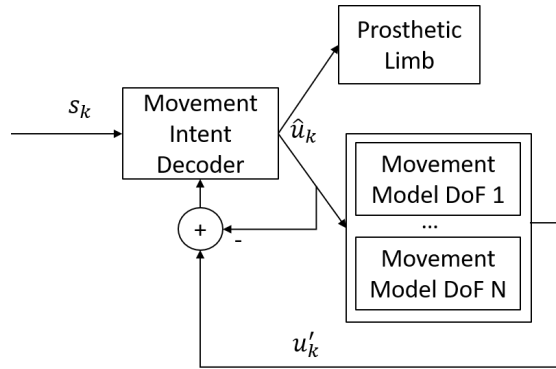 Prosthetic
Limb
s_k
Movement
Intent
Decoder
û_k
Movement
Model DoF 1
...
Movement
Model DoF N
+
-
u′_k